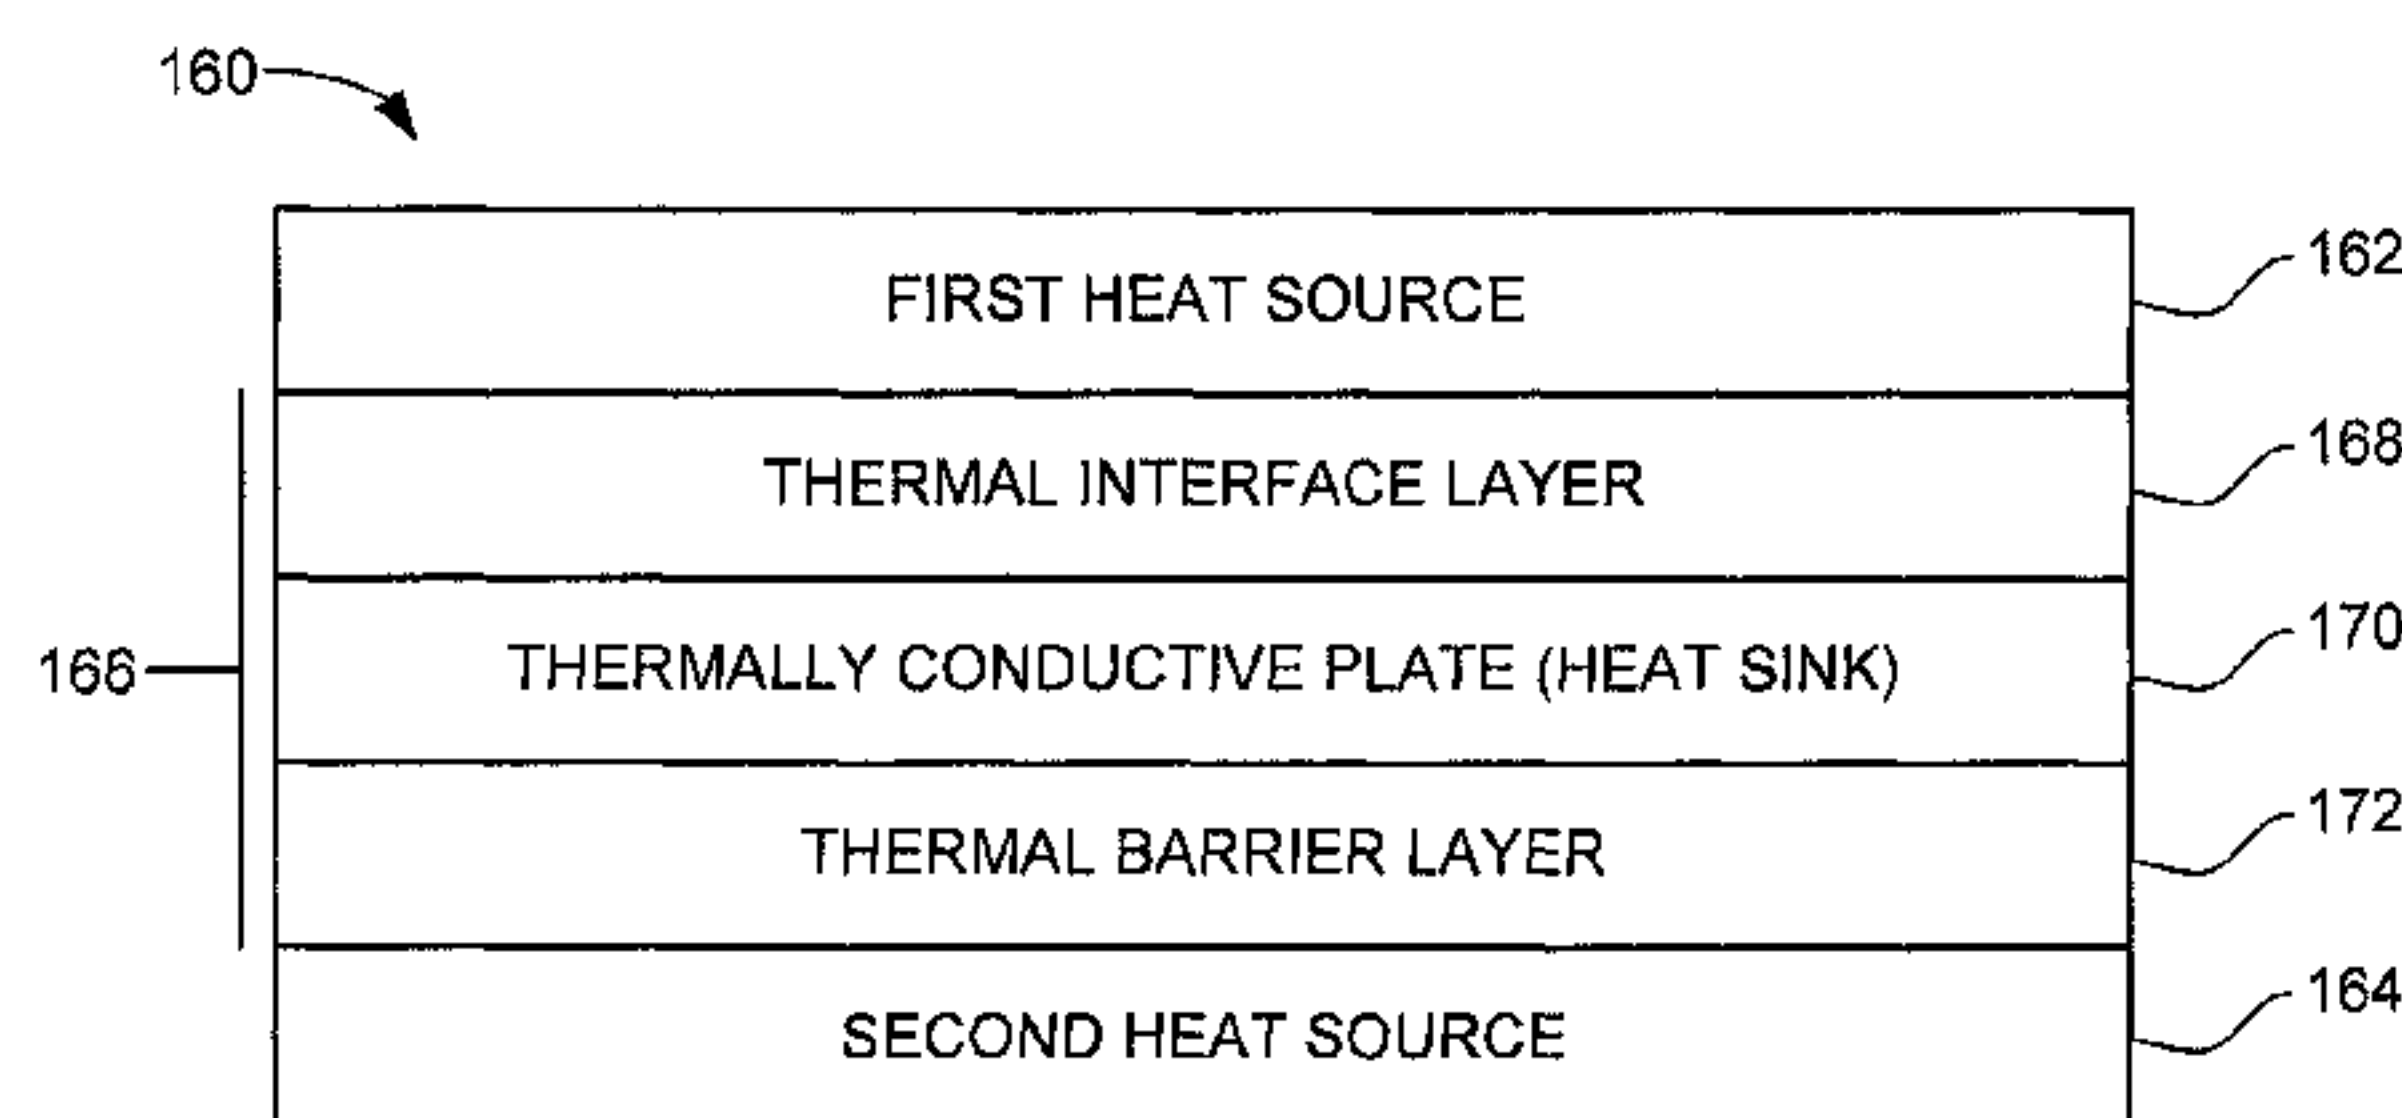 160
FIRST HEAT SOURCE
162
THERMAL INTERFACE LAYER
168
166
THERMALLY CONDUCTIVE PLATE (HEAT SINK)
170
THERMAL BARRIER LAYER
172
SECOND HEAT SOURCE
164